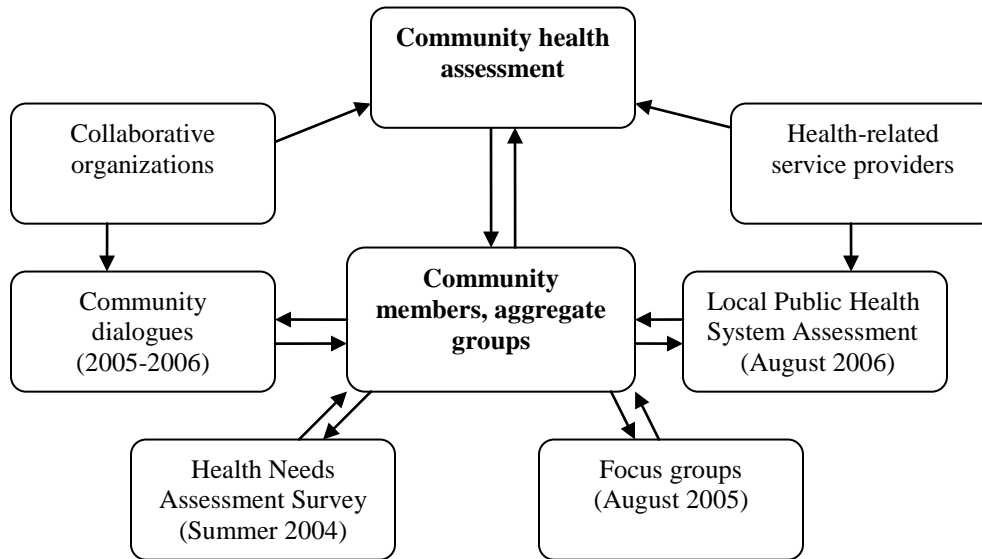 Community health
assessment
Collaborative
organizations
Health-related
service providers
Community
members, aggregate
groups
Community
dialogues
(2005-2006)
Local Public Health
System Assessment
(August 2006)
Health Needs
Assessment Survey
(Summer 2004)
Focus groups
(August 2005)